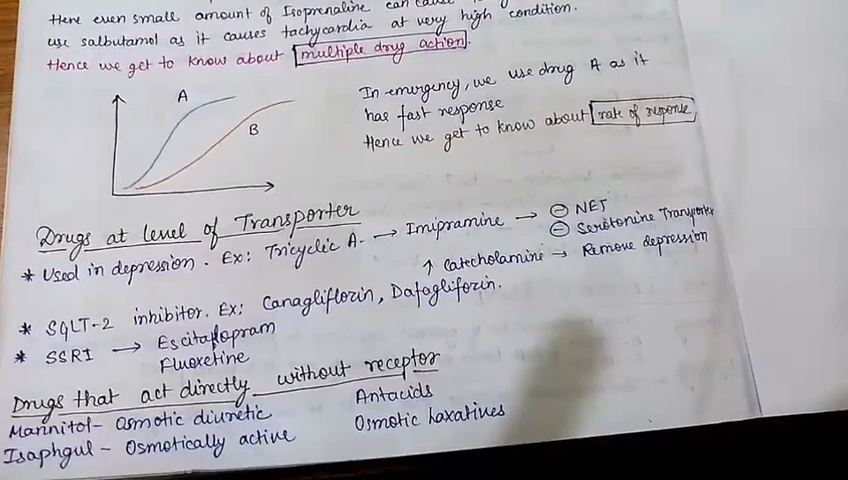 Here even small amount of Isoprenaline can cause
use salbutamol as it causes tachycardia at very high condition.
Hence we get to know about multiple drug action.
A
B
In emergency, we use drug A as it
has fast response
Hence we get to know about rate of response
Drugs at level of Transporter
* Used in depression. Ex: Tricyclic A. → Imipramine → ⊖ NET
⊖ Serotonine Transporter
↑ Catecholamine → Remove depression
* SGLT-2 inhibitor. Ex: Canagliflozin, Dafagliflozin.
* SSRI → Escitaflopram
Fluoxetine
Drugs that act directly without receptor
Mannitol- Osmotic diuretic
Isaphgul - Osmotically active
Antacids
Osmotic Laxatives